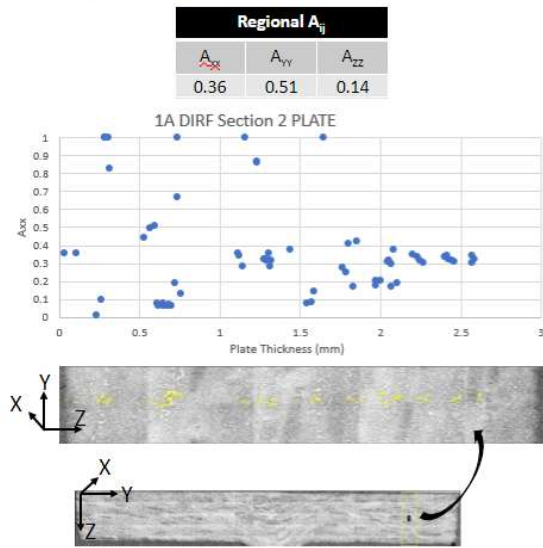 Regional Aij
Axx AYY AZZ
0.36 0.51 0.14
1A DIRF Section 2 PLATE
1
0.9
0.8
0.7
0.6
0.5
0.4
0.3
0.2
0.1
0
Axx
0 0.5 1 1.5 2 2.5 3
Plate Thickness (mm)
Y
X
Z
X
Y
Z